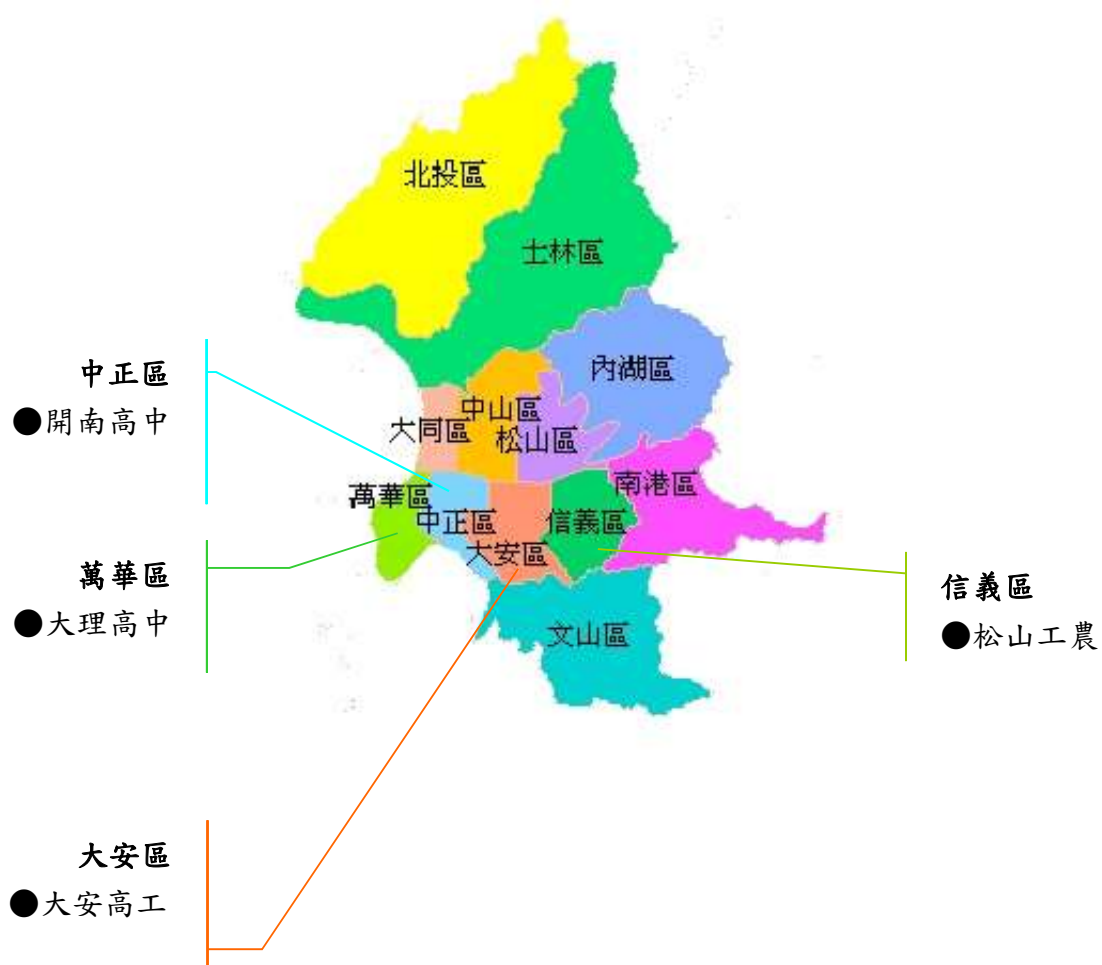 北投區
士林區
內湖區
中山區
大同區
松山區
南港區
萬華區
中正區
信義區
大安區
文山區
中正區
●開南高中
萬華區
●大理高中
大安區
●大安高工
信義區
●松山工農